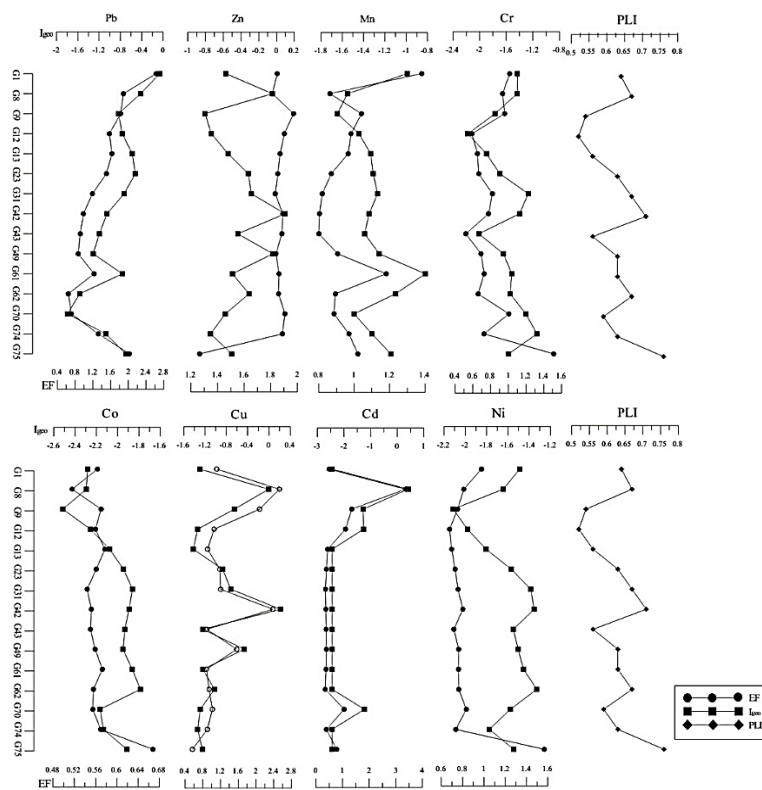 Pb Zn Mn Cr PLI
Igeo
-2 -1.6 -1.2 -0.8 -0.4 0
-0.8 -0.6 -0.4 -0.2 0 0.2
-1.8 -1.6 -1.4 -1.2 -1 -0.8
-2.4 -2 -1.6 -1.2 -0.8
0.5 0.55 0.6 0.65 0.7 0.75 0.8
G1
G8
G9
G12
G13
G23
G31
G42
G43
G49
G61
G62
G70
G74
G75
0.4 0.8 1.2 1.6 2 2.4 2.8
1.2 1.4 1.6 1.8 2
0.8 1 1.2 1.4
0.4 0.6 0.8 1 1.2 1.4 1.6
EF
Co Cu Cd Ni PLI
Igeo
-2.6 -2.4 -2.2 -2 -1.8 -1.6
-1.6 -1.2 -0.8 -0.4 0 0.4
-3 -2 -1 0 1
-2.2 -2 -1.8 -1.6 -1.4 -1.2
0.5 0.55 0.6 0.65 0.7 0.75 0.8
G1
G8
G9
G12
G13
G23
G31
G42
G43
G49
G61
G62
G70
G74
G75
0.48 0.52 0.56 0.6 0.64 0.68
0.4 0.8 1.2 1.6 2 2.4 2.8
0 1 2 3 4
0.6 0.8 1 1.2 1.4 1.6
EF
EF
Igeo
PLI